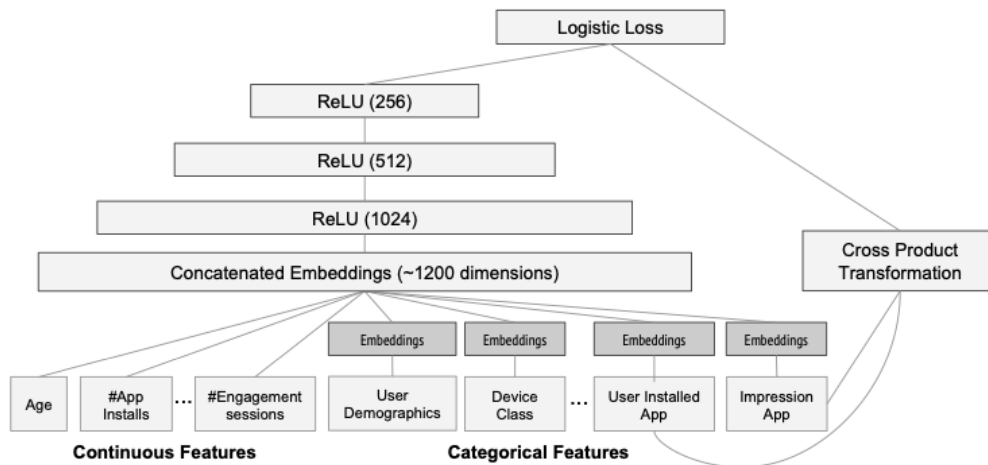 Logistic Loss
ReLU (256)
ReLU (512)
ReLU (1024)
Concatenated Embeddings (~1200 dimensions)
Cross Product
Transformation
Embeddings
Embeddings
Embeddings
Embeddings
Age
#App
Installs
...
#Engagement
sessions
User
Demographics
Device
Class
...
User Installed
App
Impression
App
Continuous Features
Categorical Features